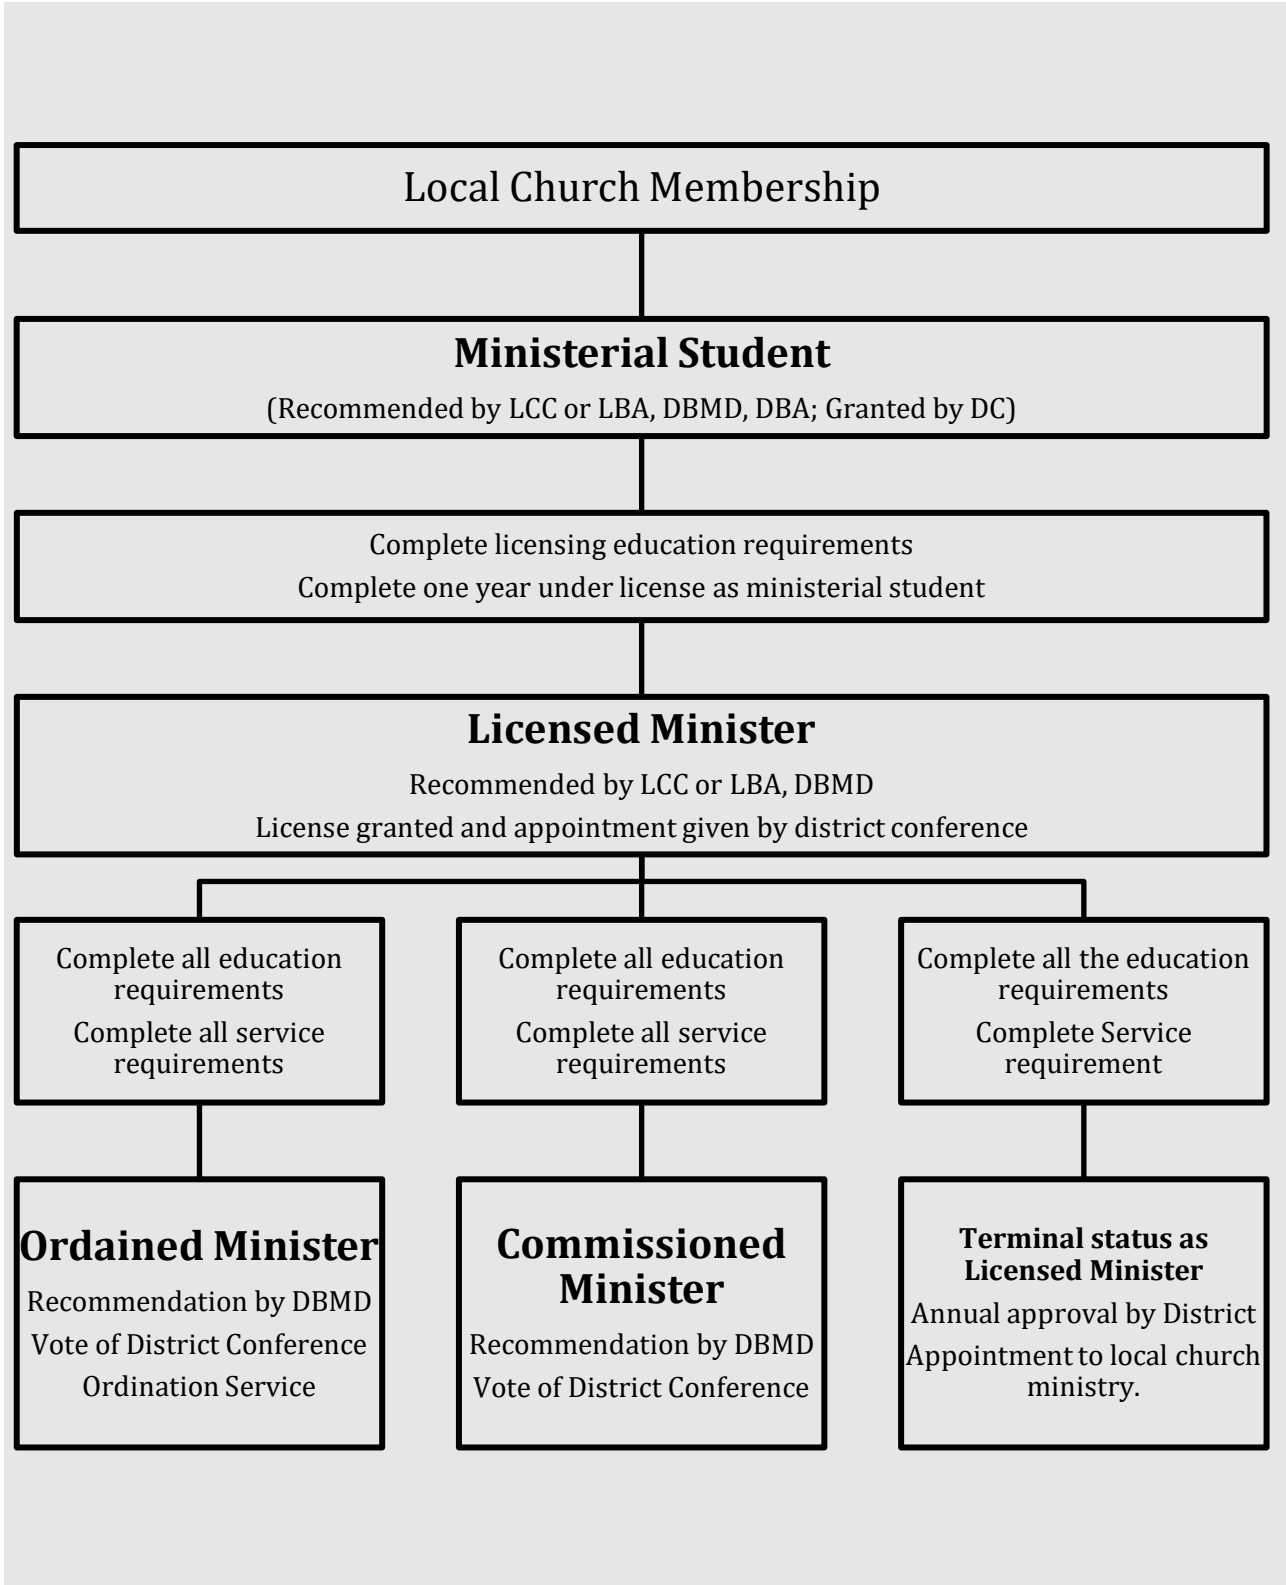 Local Church Membership
Ministerial Student
(Recommended by LCC or LBA, DBMD, DBA; Granted by DC)
Complete licensing education requirements
Complete one year under license as ministerial student
Licensed Minister
Recommended by LCC or LBA, DBMD
License granted and appointment given by district conference
Complete all education
requirements
Complete all service
requirements
Complete all education
requirements
Complete all service
requirements
Complete all the education
requirements
Complete Service
requirement
Ordained Minister
Recommendation by DBMD
Vote of District Conference
Ordination Service
Commissioned
Minister
Recommendation by DBMD
Vote of District Conference
Terminal status as
Licensed Minister
Annual approval by District
Appointment to local church
ministry.